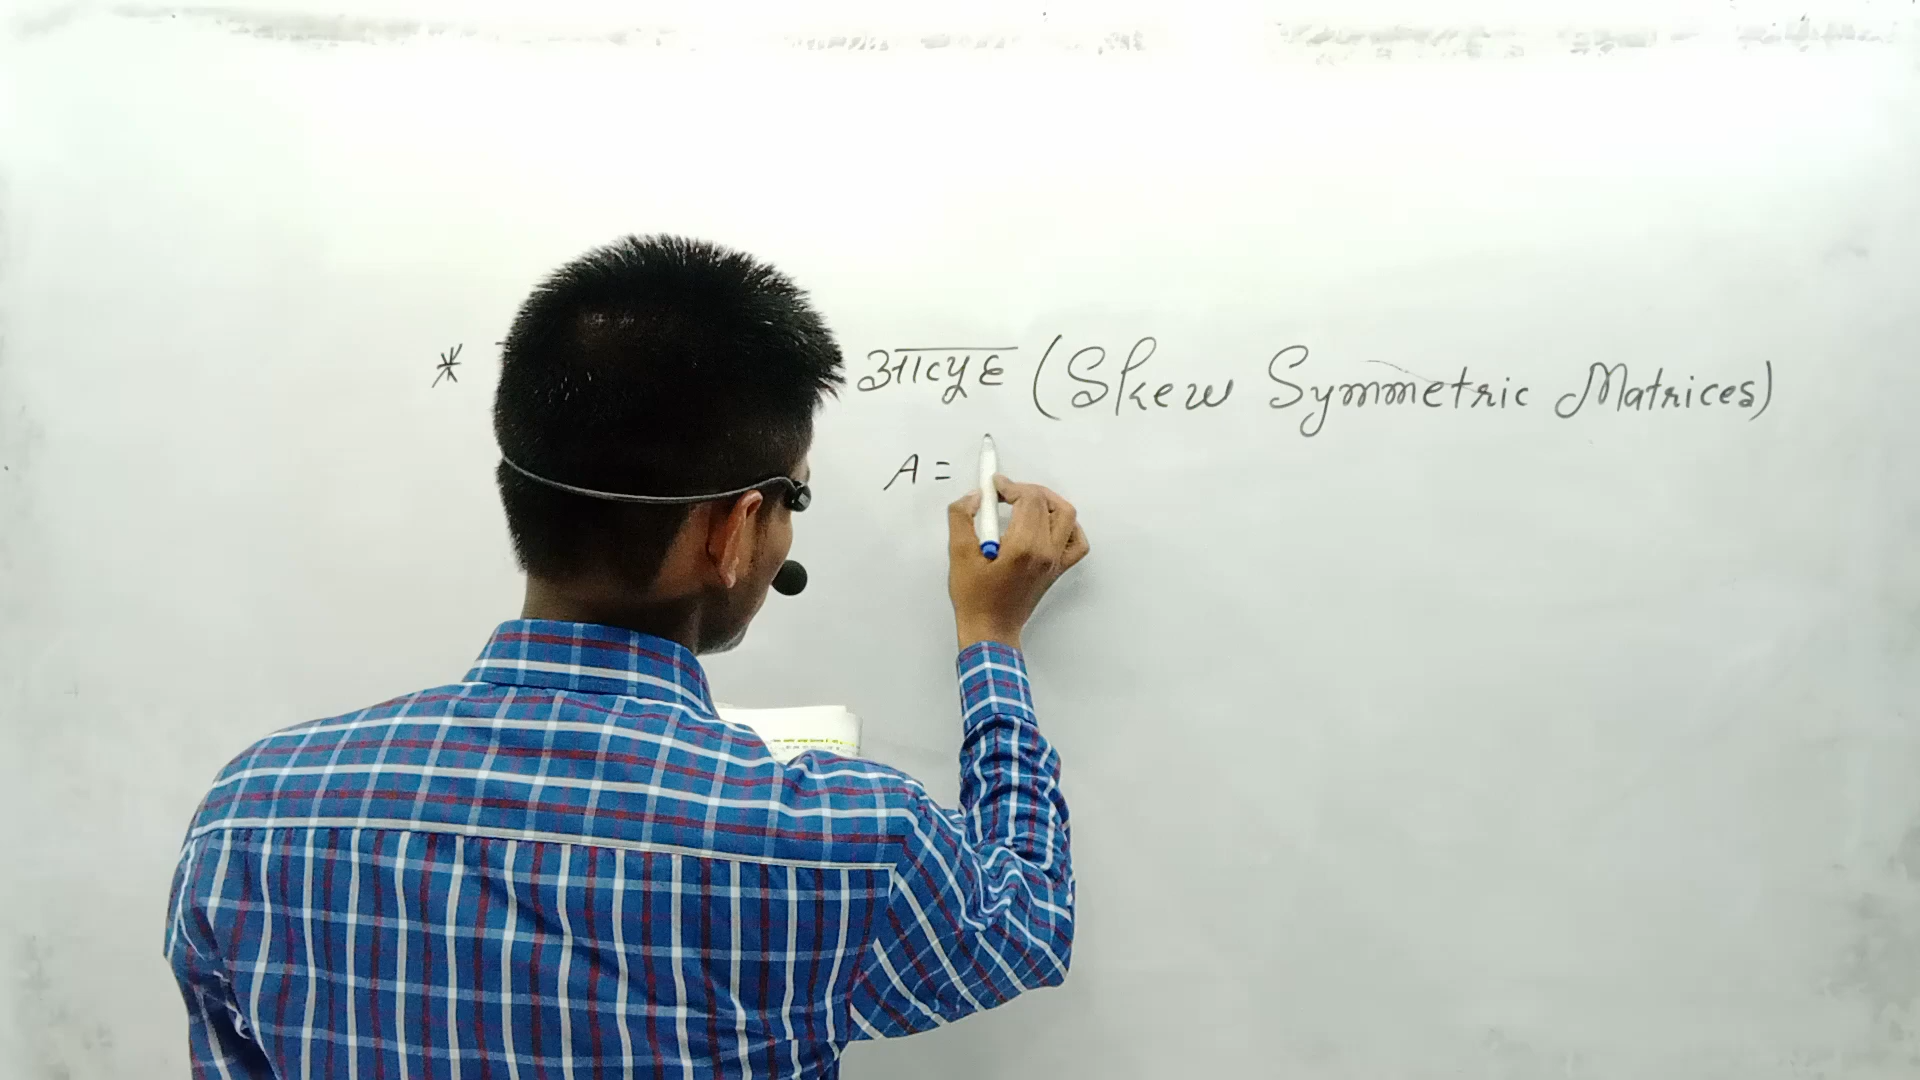 * आव्यूह (Skew Symmetric Matrices)
A =